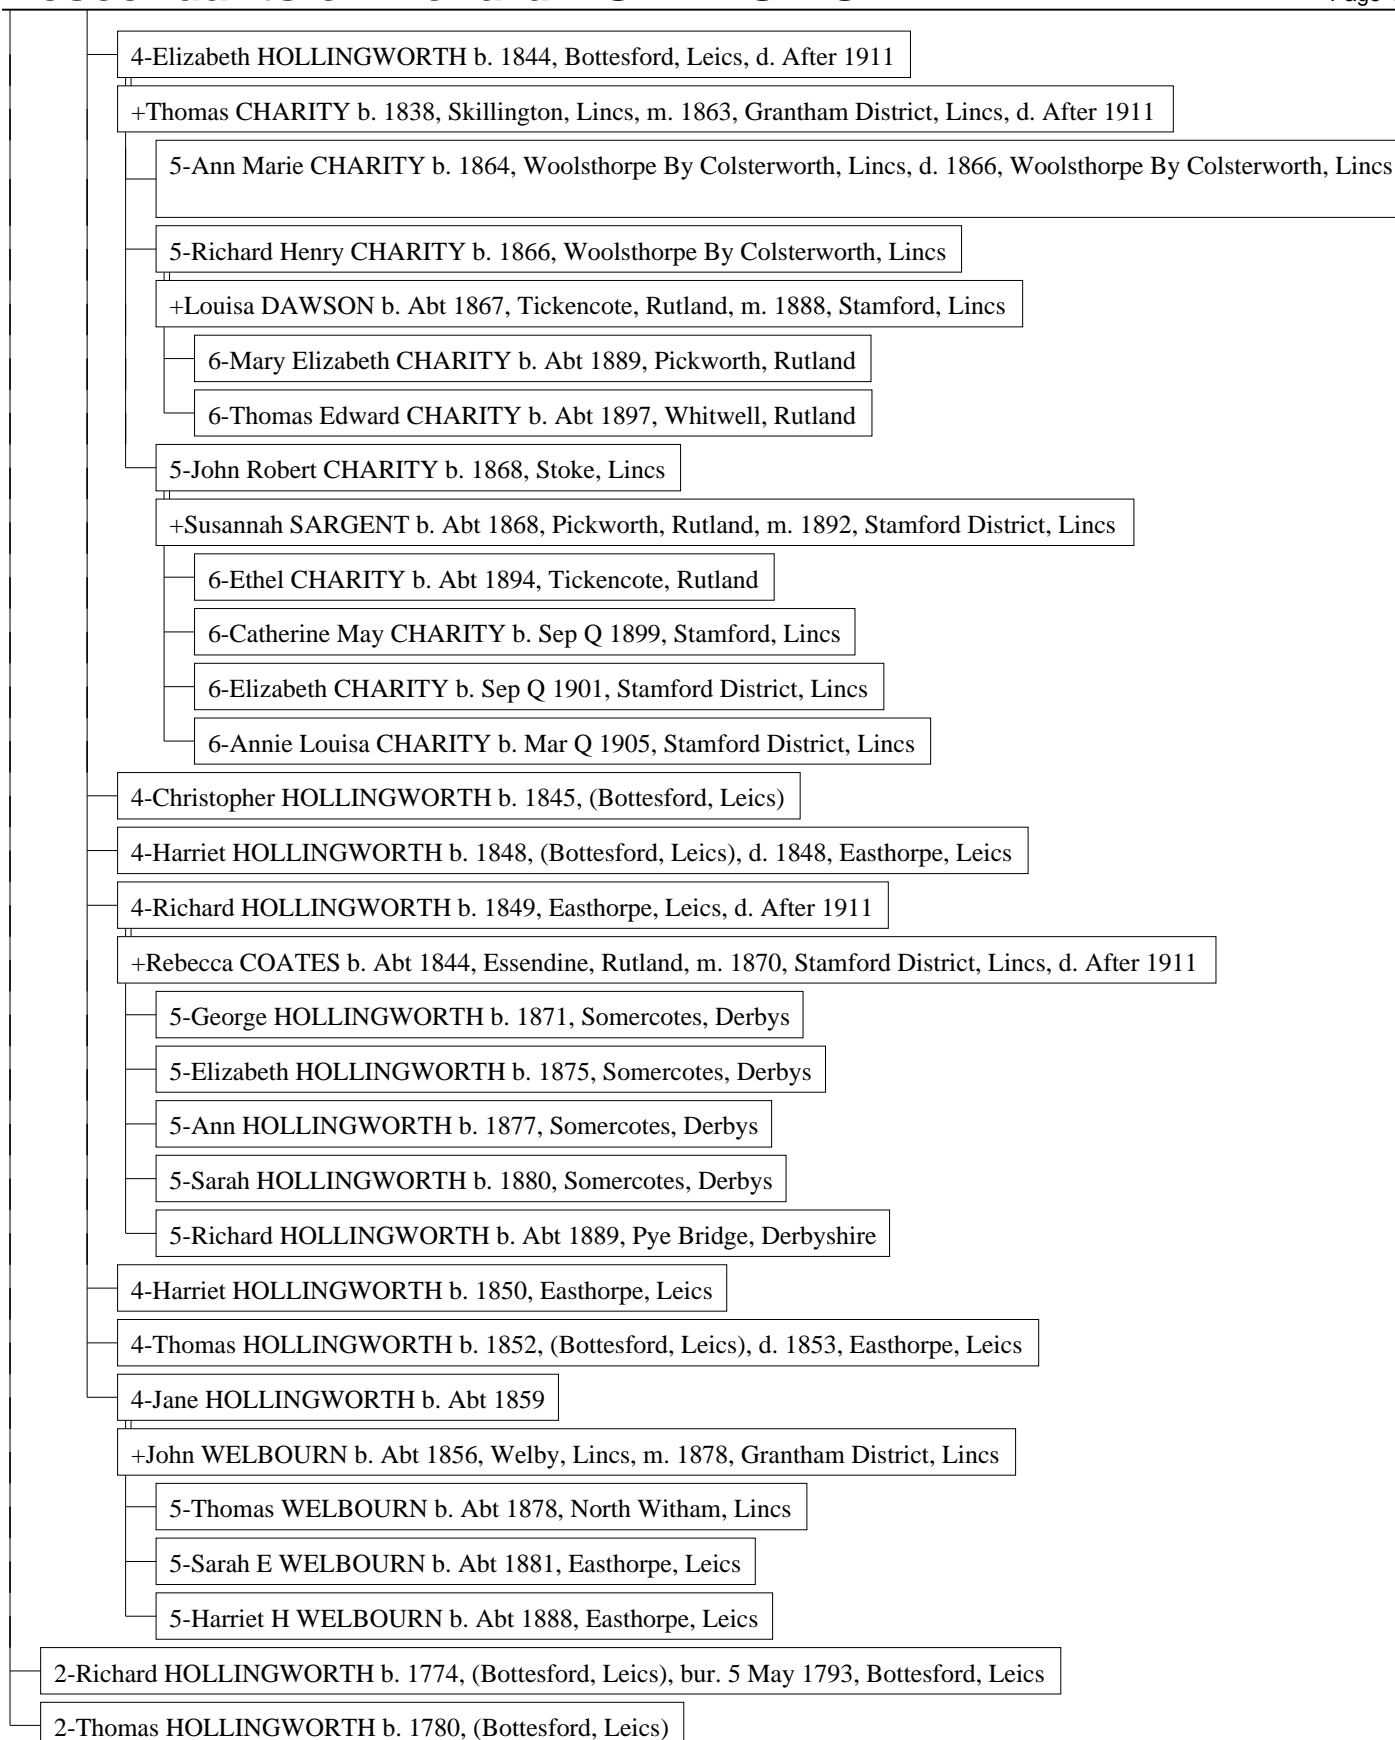 4-Elizabeth HOLLINGWORTH b. 1844, Bottesford, Leics, d. After 1911
+Thomas CHARITY b. 1838, Skillington, Lincs, m. 1863, Grantham District, Lincs, d. After 1911
5-Ann Marie CHARITY b. 1864, Woolsthorpe By Colsterworth, Lincs, d. 1866, Woolsthorpe By Colsterworth, Lincs
5-Richard Henry CHARITY b. 1866, Woolsthorpe By Colsterworth, Lincs
+Louisa DAWSON b. Abt 1867, Tickencote, Rutland, m. 1888, Stamford, Lincs
6-Mary Elizabeth CHARITY b. Abt 1889, Pickworth, Rutland
6-Thomas Edward CHARITY b. Abt 1897, Whitwell, Rutland
5-John Robert CHARITY b. 1868, Stoke, Lincs
+Susannah SARGENT b. Abt 1868, Pickworth, Rutland, m. 1892, Stamford District, Lincs
6-Ethel CHARITY b. Abt 1894, Tickencote, Rutland
6-Catherine May CHARITY b. Sep Q 1899, Stamford, Lincs
6-Elizabeth CHARITY b. Sep Q 1901, Stamford District, Lincs
6-Annie Louisa CHARITY b. Mar Q 1905, Stamford District, Lincs
4-Christopher HOLLINGWORTH b. 1845, (Bottesford, Leics)
4-Harriet HOLLINGWORTH b. 1848, (Bottesford, Leics), d. 1848, Easthorpe, Leics
4-Richard HOLLINGWORTH b. 1849, Easthorpe, Leics, d. After 1911
+Rebecca COATES b. Abt 1844, Essendine, Rutland, m. 1870, Stamford District, Lincs, d. After 1911
5-George HOLLINGWORTH b. 1871, Somercotes, Derbys
5-Elizabeth HOLLINGWORTH b. 1875, Somercotes, Derbys
5-Ann HOLLINGWORTH b. 1877, Somercotes, Derbys
5-Sarah HOLLINGWORTH b. 1880, Somercotes, Derbys
5-Richard HOLLINGWORTH b. Abt 1889, Pye Bridge, Derbyshire
4-Harriet HOLLINGWORTH b. 1850, Easthorpe, Leics
4-Thomas HOLLINGWORTH b. 1852, (Bottesford, Leics), d. 1853, Easthorpe, Leics
4-Jane HOLLINGWORTH b. Abt 1859
+John WELBOURN b. Abt 1856, Welby, Lincs, m. 1878, Grantham District, Lincs
5-Thomas WELBOURN b. Abt 1878, North Witham, Lincs
5-Sarah E WELBOURN b. Abt 1881, Easthorpe, Leics
5-Harriet H WELBOURN b. Abt 1888, Easthorpe, Leics
2-Richard HOLLINGWORTH b. 1774, (Bottesford, Leics), bur. 5 May 1793, Bottesford, Leics
2-Thomas HOLLINGWORTH b. 1780, (Bottesford, Leics)